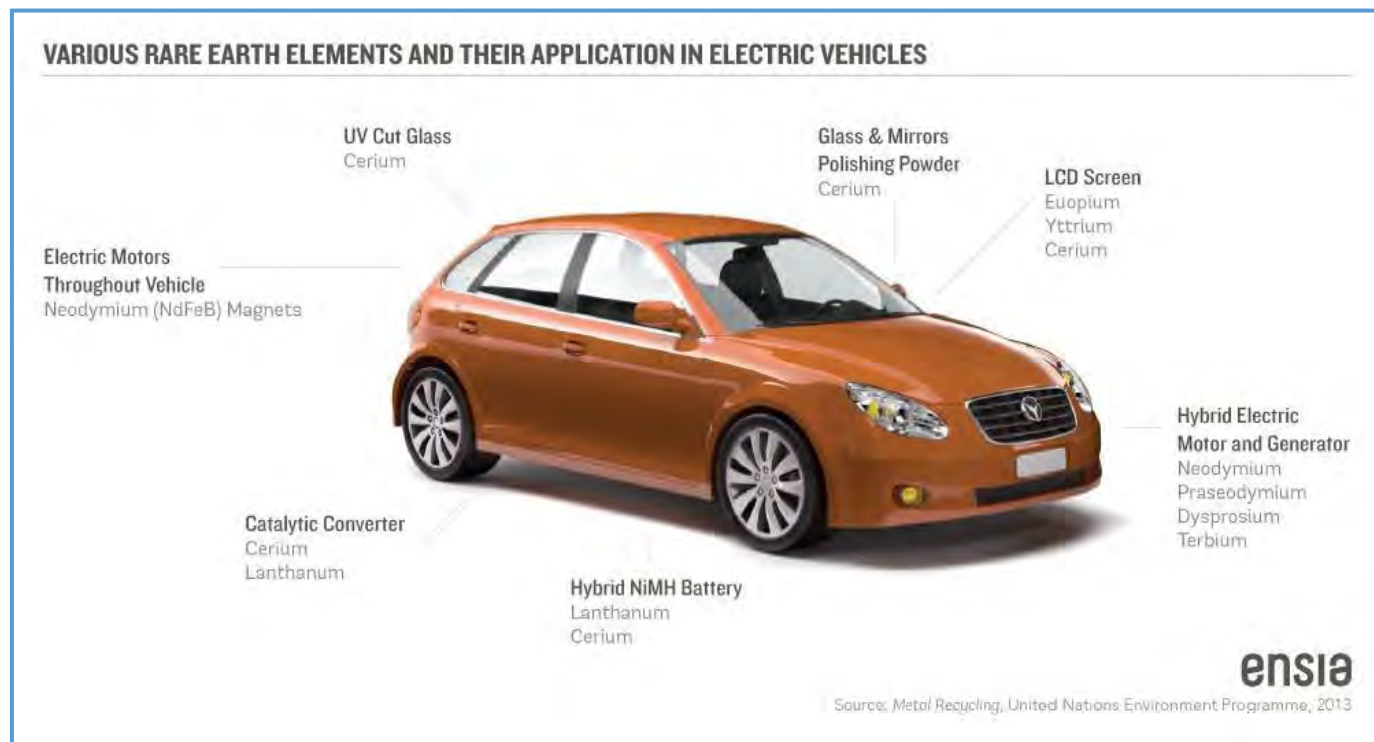 VARIOUS RARE EARTH ELEMENTS AND THEIR APPLICATION IN ELECTRIC VEHICLES
UV Cut Glass
Cerium
Glass & Mirrors
Polishing Powder
Cerium
LCD Screen
Euopium
Yttrium
Cerium
Electric Motors
Throughout Vehicle
Neodymium (NdFeB) Magnets
Hybrid Electric
Motor and Generator
Neodymium
Praseodymium
Dysprosium
Terbium
Catalytic Converter
Cerium
Lanthanum
Hybrid NiMH Battery
Lanthanum
Cerium
ensia
Source: Metal Recycling, United Nations Environment Programme, 2013